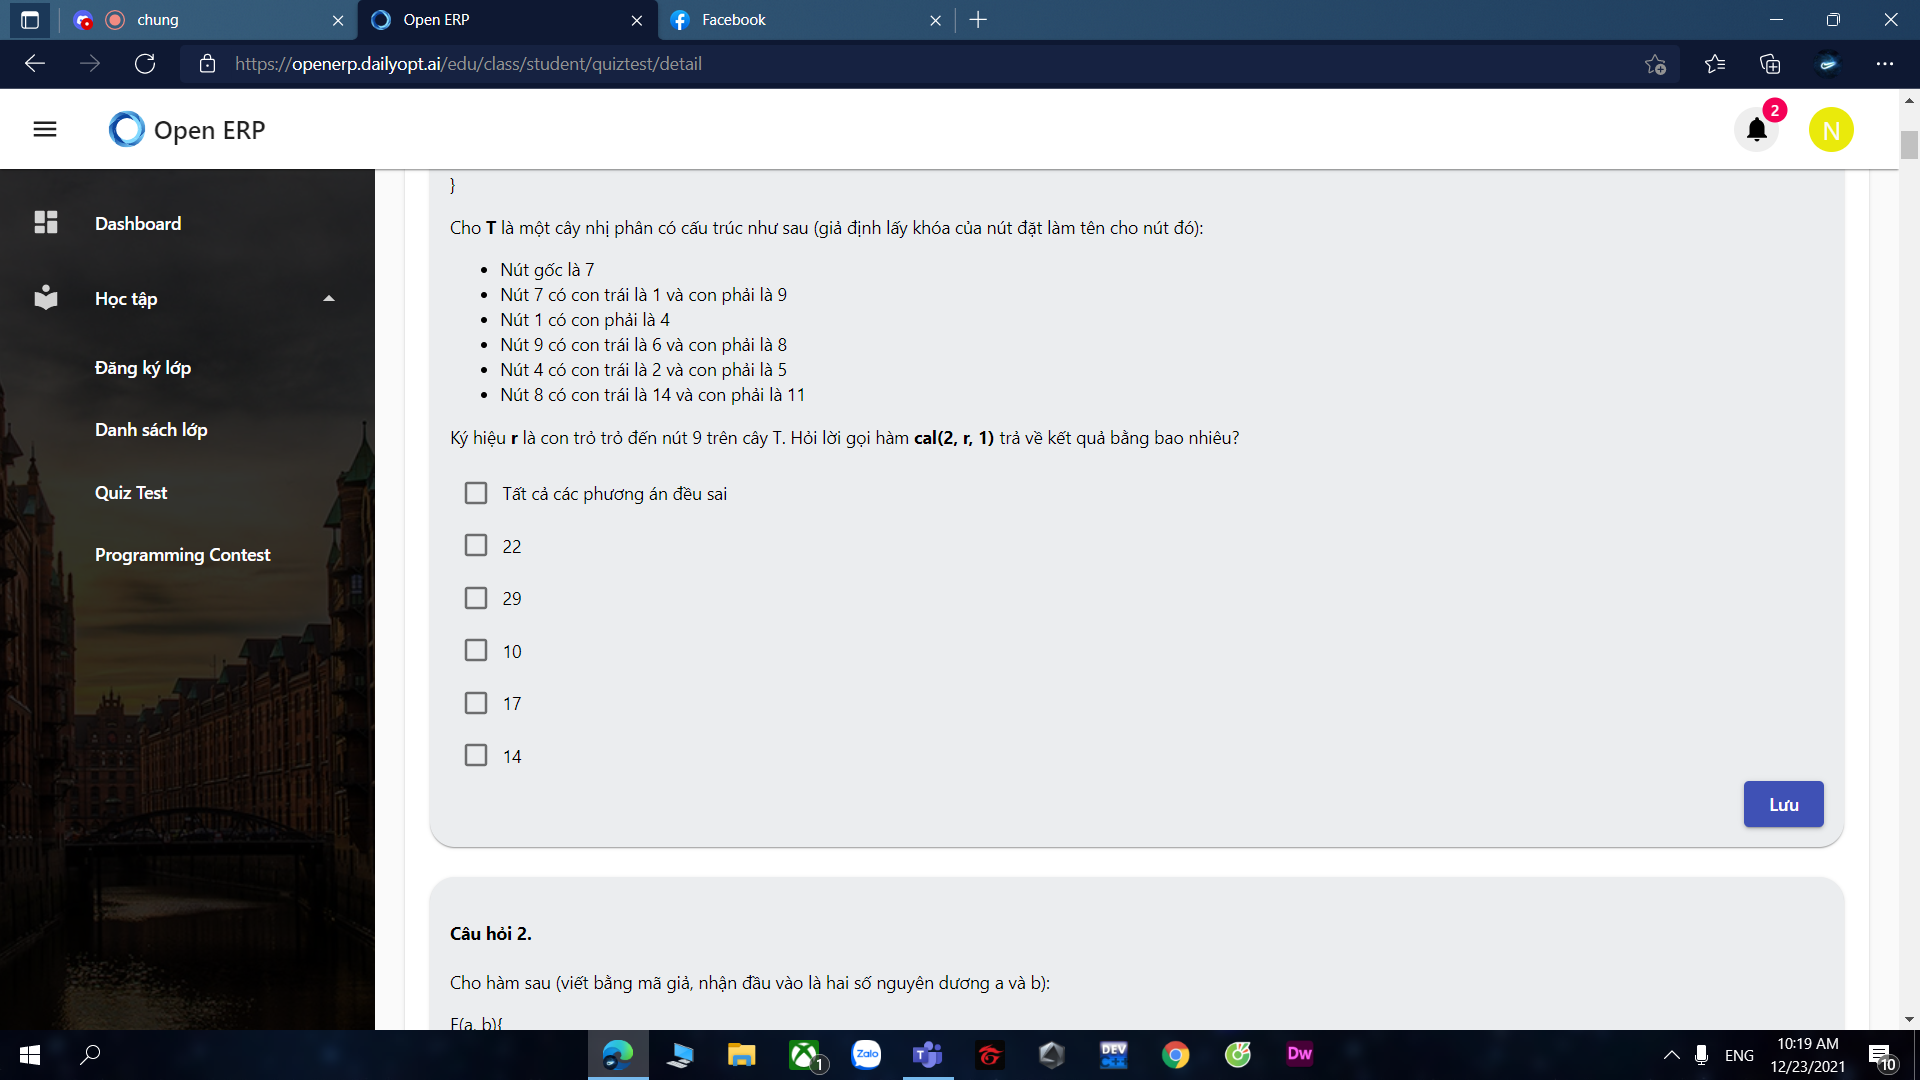 chung
Open ERP
Facebook
https://openerp.dailyopt.ai/edu/class/student/quiztest/detail
Open ERP
2
N
Dashboard
Học tập
Đăng ký lớp
Danh sách lớp
Quiz Test
Programming Contest
}
Cho T là một cây nhị phân có cấu trúc như sau (giả định lấy khóa của nút đặt làm tên cho nút đó):
• Nút gốc là 7
• Nút 7 có con trái là 1 và con phải là 9
• Nút 1 có con phải là 4
• Nút 9 có con trái là 6 và con phải là 8
• Nút 4 có con trái là 2 và con phải là 5
• Nút 8 có con trái là 14 và con phải là 11
Ký hiệu r là con trỏ trỏ đến nút 9 trên cây T. Hỏi lời gọi hàm cal(2, r, 1) trả về kết quả bằng bao nhiêu?
Tất cả các phương án đều sai
22
29
10
17
14
Lưu
Câu hỏi 2.
Cho hàm sau (viết bằng mã giả, nhận đầu vào là hai số nguyên dương a và b):
F(a, b){
1
Zalo
T
DEV
C++
Dw
ENG
10:19 AM
12/23/2021
10